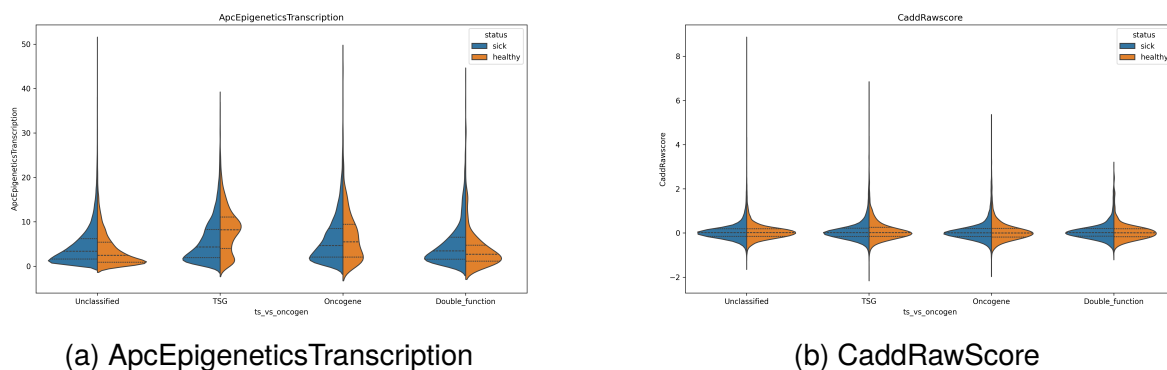 ApcEpigeneticsTranscription
ApcEpigeneticsTranscription
50
40
30
20
10
0
status
sick
healthy
Unclassified TSG Oncogene Double_function
ts_vs_oncogen
(a) ApcEpigeneticsTranscription
CaddRawscore
CaddRawscore
8
6
4
2
0
−2
status
sick
healthy
Unclassified TSG Oncogene Double_function
ts_vs_oncogen
(b) CaddRawScore